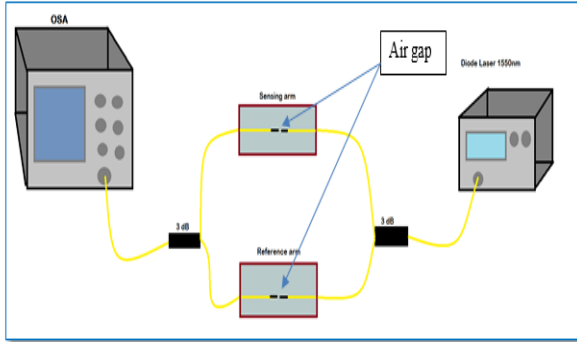 OSA
Air gap
Diode Laser 1550nm
Sensing arm
3 dB
3 dB
Reference arm